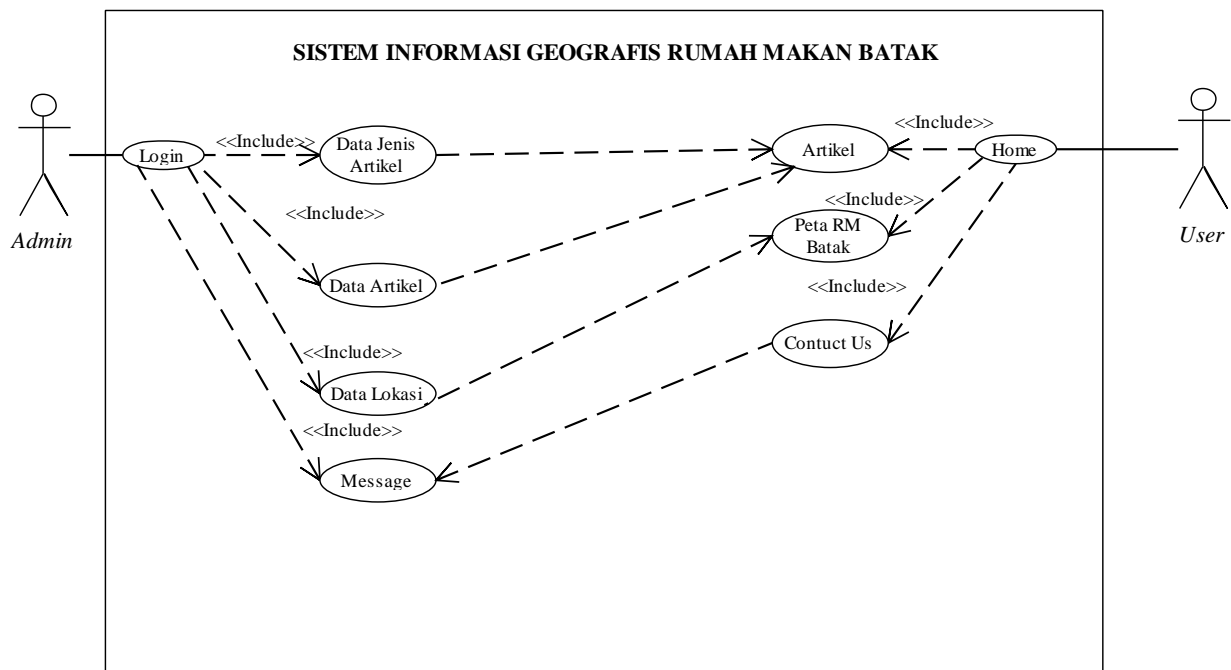 SISTEM INFORMASI GEOGRAFIS RUMAH MAKAN BATAK
Admin
Login
<<Include>>
Data Jenis
Artikel
<<Include>>
Data Artikel
<<Include>>
Data Lokasi
<<Include>>
Message
Artikel
<<Include>>
Home
<<Include>>
Peta RM
Batak
<<Include>>
Contuct Us
User